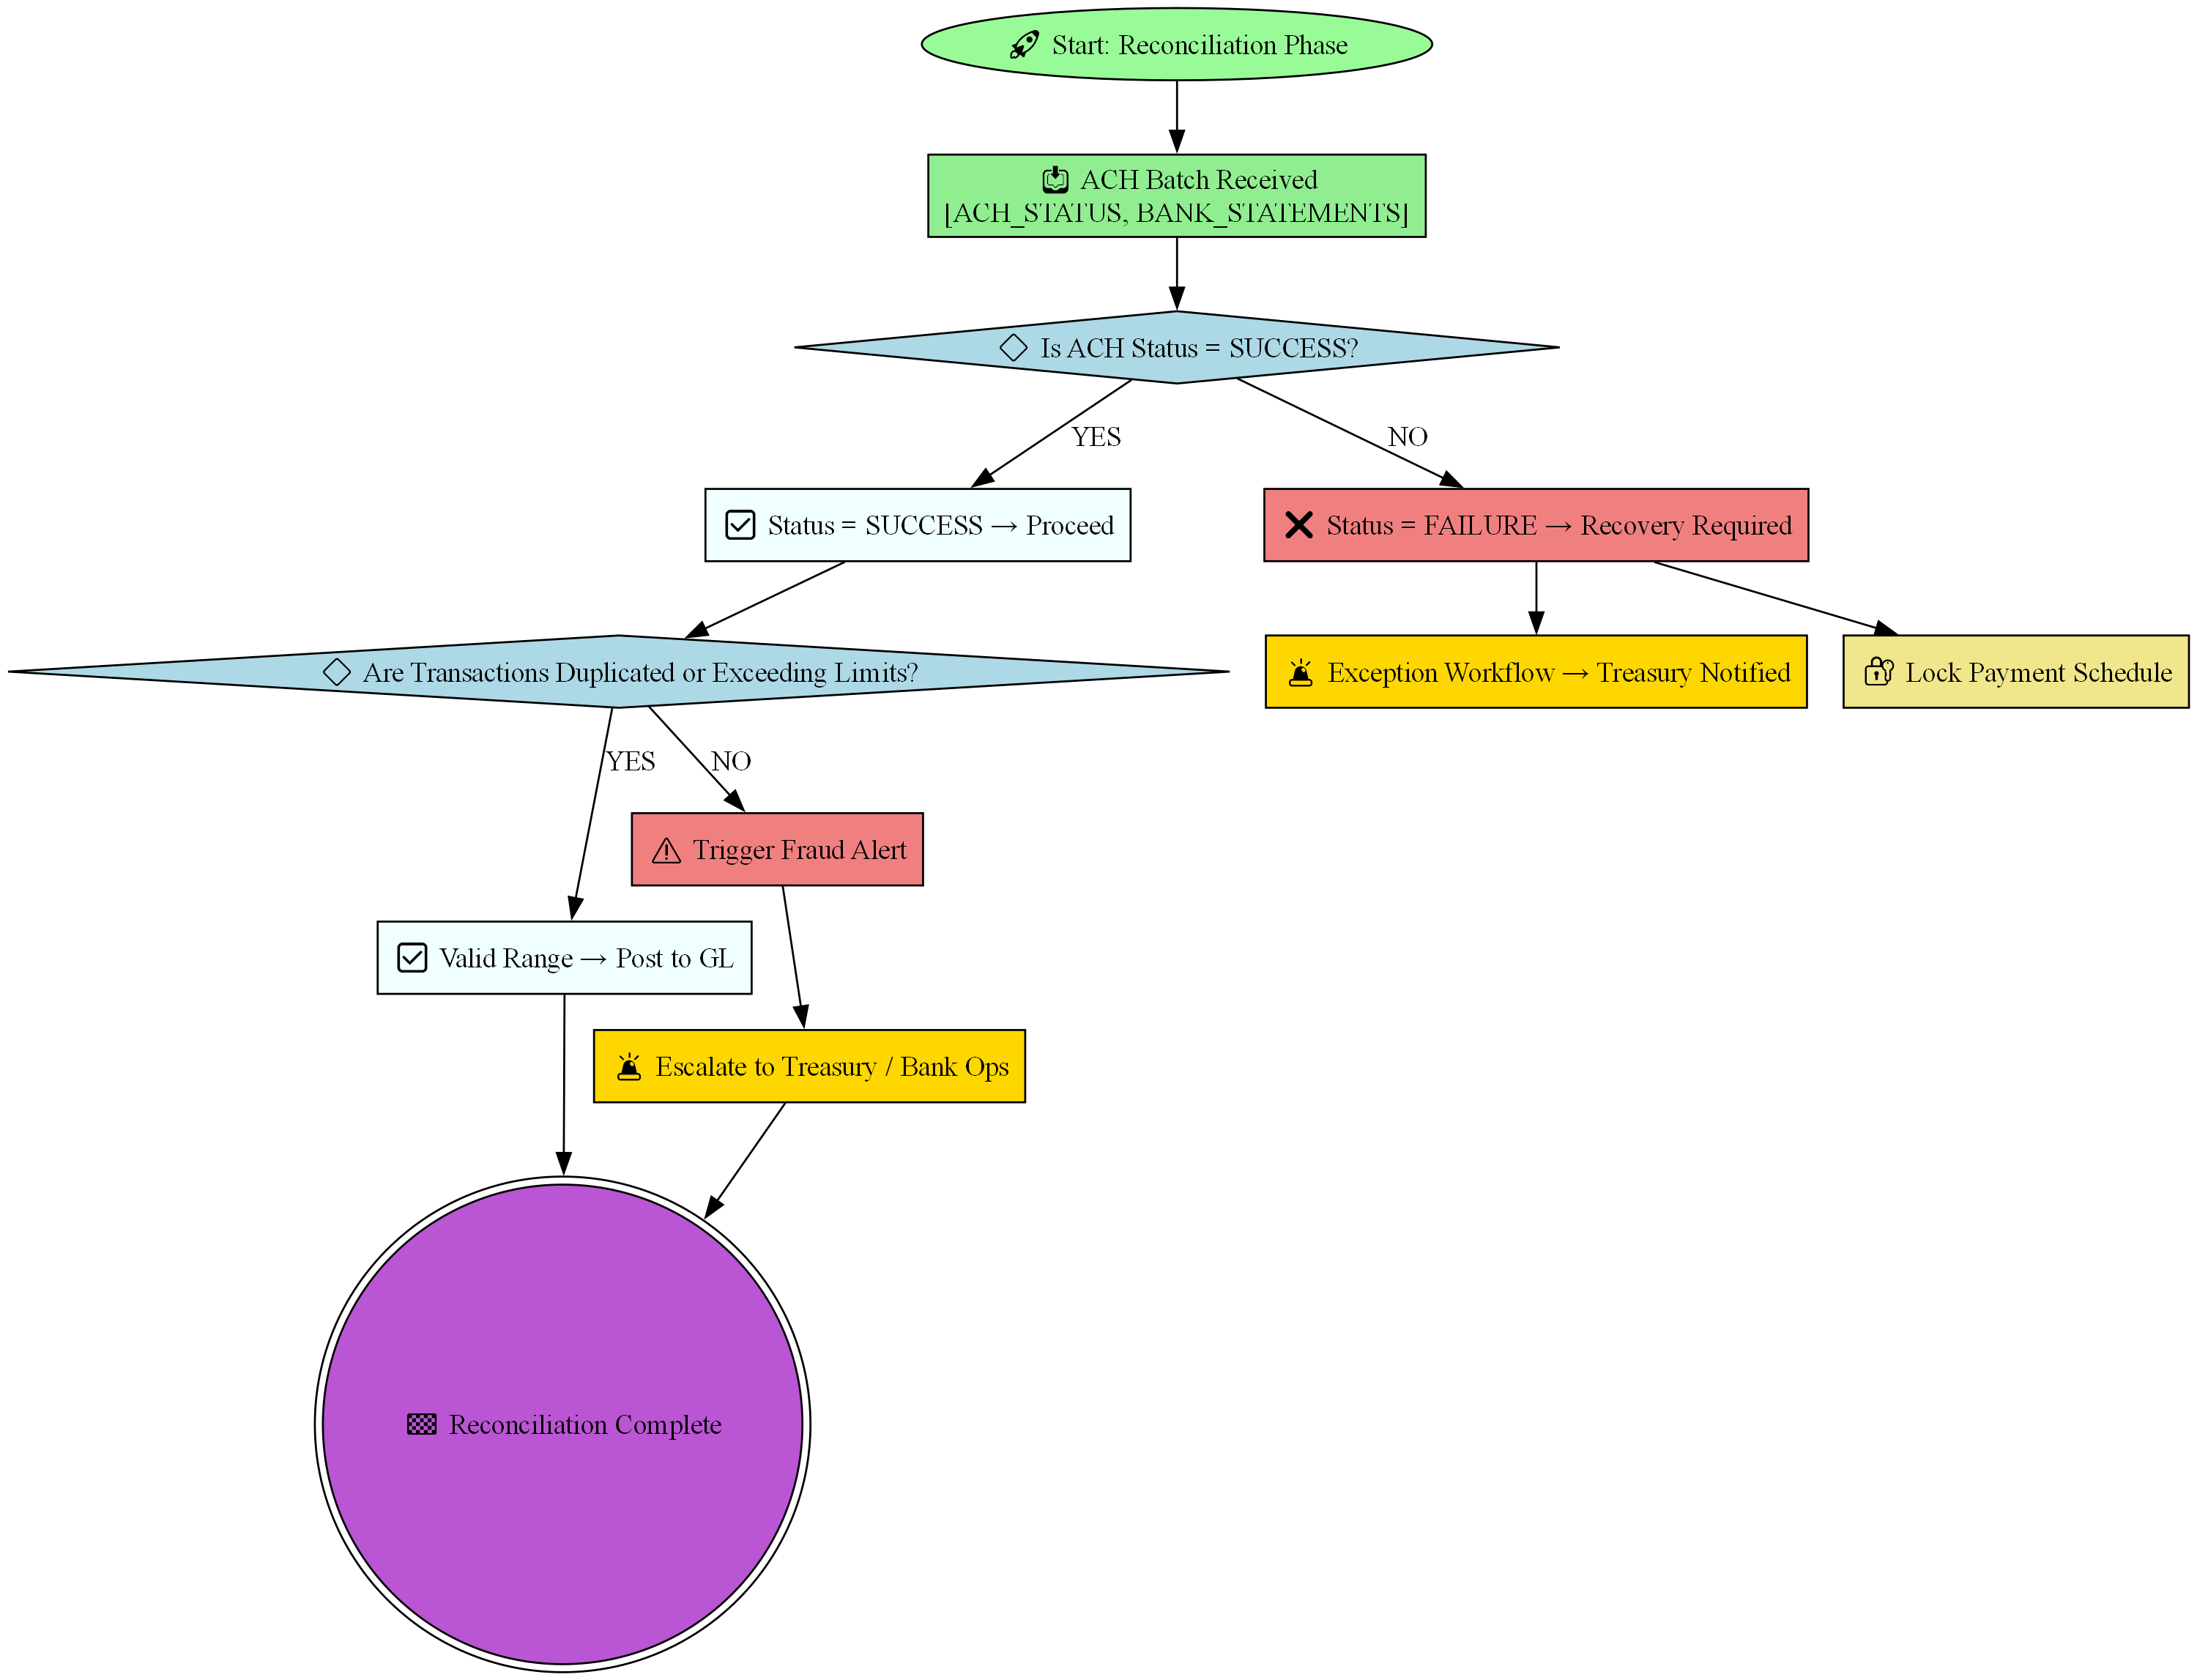 Start: Reconciliation Phase
ACH Batch Received
[ACH_STATUS, BANK_STATEMENTS]
Is ACH Status = SUCCESS?
YES
NO
Status = SUCCESS → Proceed
Status = FAILURE → Recovery Required
Are Transactions Duplicated or Exceeding Limits?
Exception Workflow → Treasury Notified
Lock Payment Schedule
YES
NO
Trigger Fraud Alert
Valid Range → Post to GL
Escalate to Treasury / Bank Ops
Reconciliation Complete